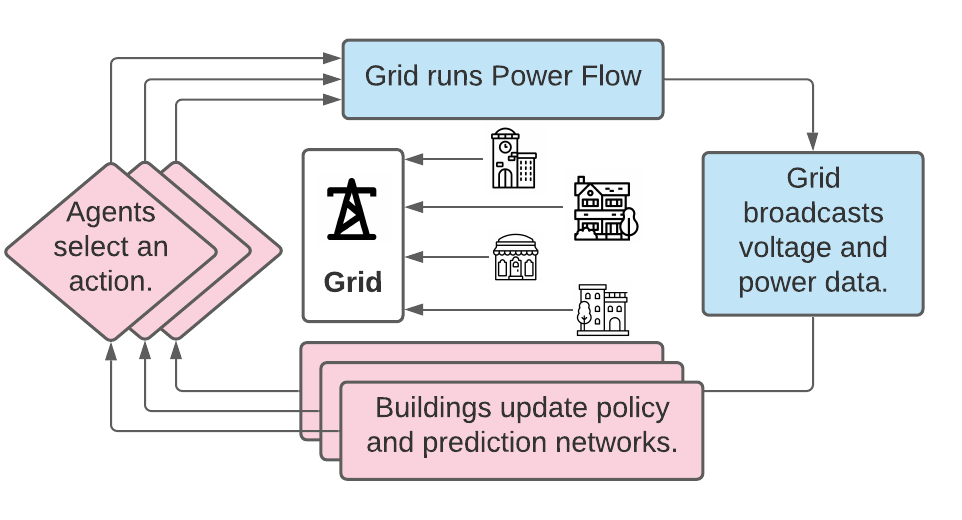 Grid runs Power Flow
Grid
broadcasts
voltage and
power data.
Agents
select an
action.
Grid
Buildings update policy
and prediction networks.